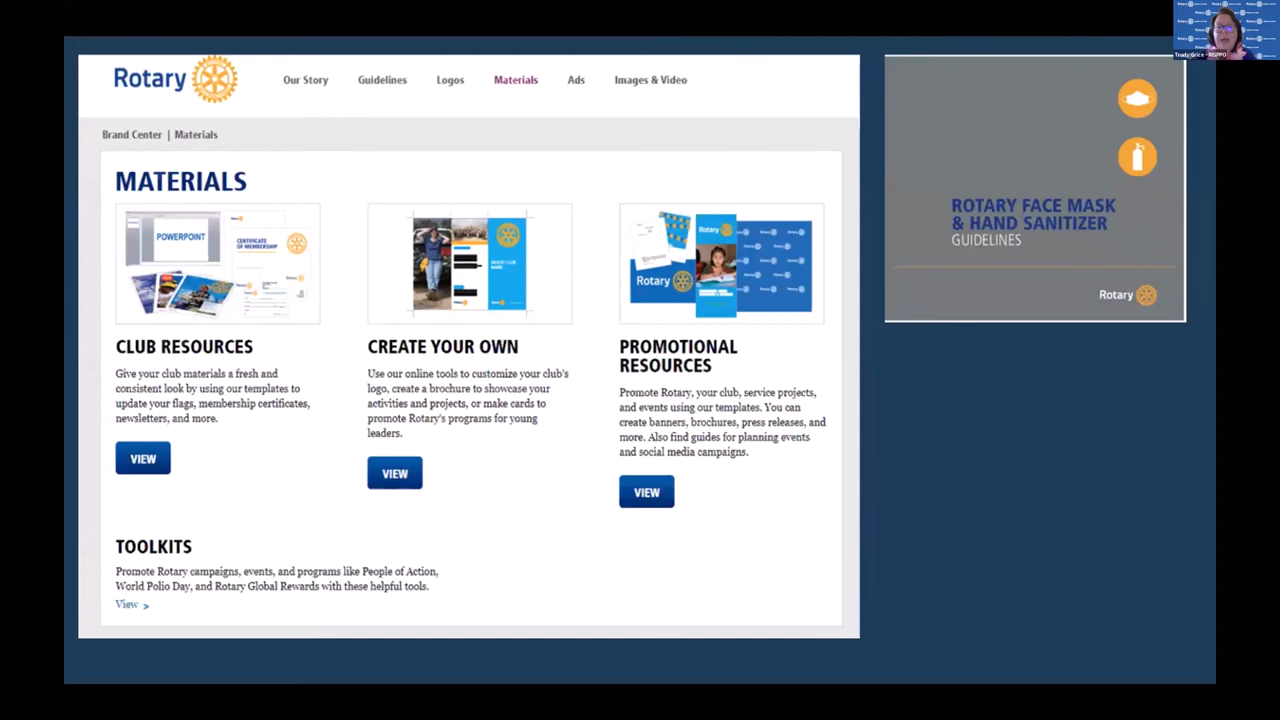 Rotary
Our Story
Guidelines
Logos
Materials
Ads
Images & Video
Brand Center | Materials
MATERIALS
POWERPOINT
CERTIFICATE
OF MEMBERSHIP
Rotary
Rotary
CLUB RESOURCES
Give your club materials a fresh and
consistent look by using our templates to
update your flags, membership certificates,
newsletters, and more.
VIEW
CREATE YOUR OWN
Use our online tools to customize your club's
logo, create a brochure to showcase your
activities and projects, or make cards to
promote Rotary's programs for young
leaders.
VIEW
PROMOTIONAL
RESOURCES
Promote Rotary, your club, service projects,
and events using our templates. You can
create banners, brochures, press releases, and
more. Also find guides for planning events
and social media campaigns.
VIEW
TOOLKITS
Promote Rotary campaigns, events, and programs like People of Action,
World Polio Day, and Rotary Global Rewards with these helpful tools.
View >
ROTARY FACE MASK
& HAND SANITIZER
GUIDELINES
Rotary
Trudy Grice - RISPPO